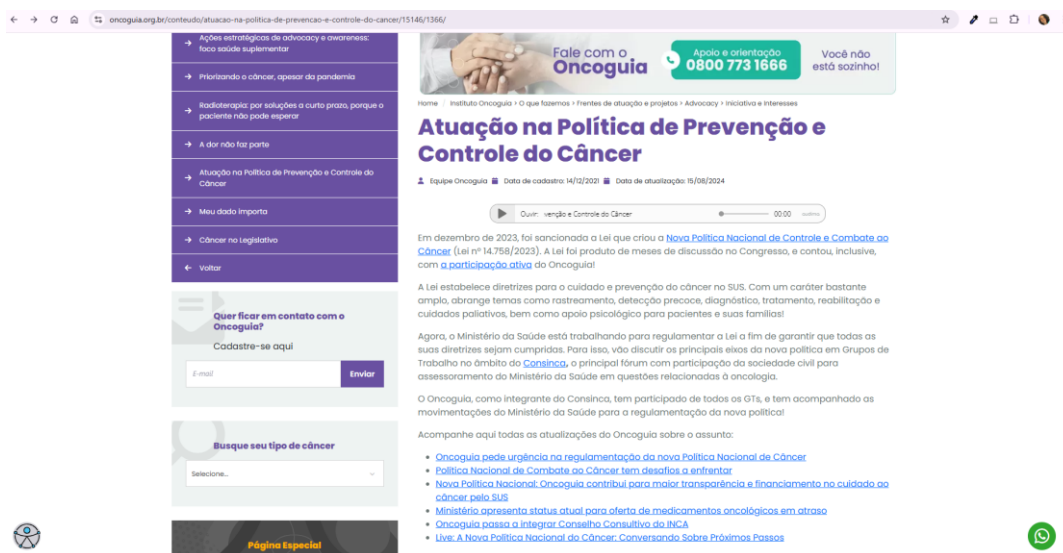 oncoguia.org.br/conteudo/atuacao-na-politica-de-prevencao-e-controle-do-cancer/15146/1366/
Ações estratégicas de advocacy e awareness:
foco saúde suplementar
Priorizando o câncer, apesar da pandemia
Radioterapia: por soluções a curto prazo, porque o
paciente não pode esperar
A dor não faz parte
Atuação na Política de Prevenção e Controle do
Câncer
Meu dado importa
Câncer no Legislativo
Voltar
Quer ficar em contato com o
Oncoguia?
Cadastre-se aqui
E-mail
Enviar
Busque seu tipo de câncer
Selecione...
Página Especial
Fale com o
Oncoguia
Apoio e orientação
0800 773 1666
Você não
está sozinho!
Home / Instituto Oncoguia > O que fazemos > Frentes de atuação e projetos > Advocacy > Iniciativa e Interesses
Atuação na Política de Prevenção e
Controle do Câncer
Equipe Oncoguia Data de cadastro: 14/12/2021 Data de atualização: 15/08/2024
Ouvir: venção e Controle do Câncer 00:00
Em dezembro de 2023, foi sancionada a Lei que criou a Nova Política Nacional de Controle e Combate ao
Câncer (Lei nº 14.758/2023). A Lei foi produto de meses de discussão no Congresso, e contou, inclusive,
com a participação ativa do Oncoguia!
A Lei estabelece diretrizes para o cuidado e prevenção do câncer no SUS. Com um caráter bastante
amplo, abrange temas como rastreamento, detecção precoce, diagnóstico, tratamento, reabilitação e
cuidados paliativos, bem como apoio psicológico para pacientes e suas famílias!
Agora, o Ministério da Saúde está trabalhando para regulamentar a Lei a fim de garantir que todas as
suas diretrizes sejam cumpridas. Para isso, vão discutir os principais eixos da nova política em Grupos de
Trabalho no âmbito do Consinca, o principal fórum com participação da sociedade civil para
assessoramento do Ministério da Saúde em questões relacionadas à oncologia.
O Oncoguia, como integrante do Consinca, tem participado de todos os GTs, e tem acompanhado as
movimentações do Ministério da Saúde para a regulamentação da nova política!
Acompanhe aqui todas as atualizações do Oncoguia sobre o assunto:
Oncoguia pede urgência na regulamentação da nova Política Nacional de Câncer
Política Nacional de Combate ao Câncer tem desafios a enfrentar
Nova Política Nacional: Oncoguia contribui para maior transparência e financiamento no cuidado ao
câncer pelo SUS
Ministério apresenta status atual para oferta de medicamentos oncológicos em atraso
Oncoguia passa a integrar Conselho Consultivo do INCA
Live: A Nova Política Nacional do Câncer: Conversando Sobre Próximos Passos